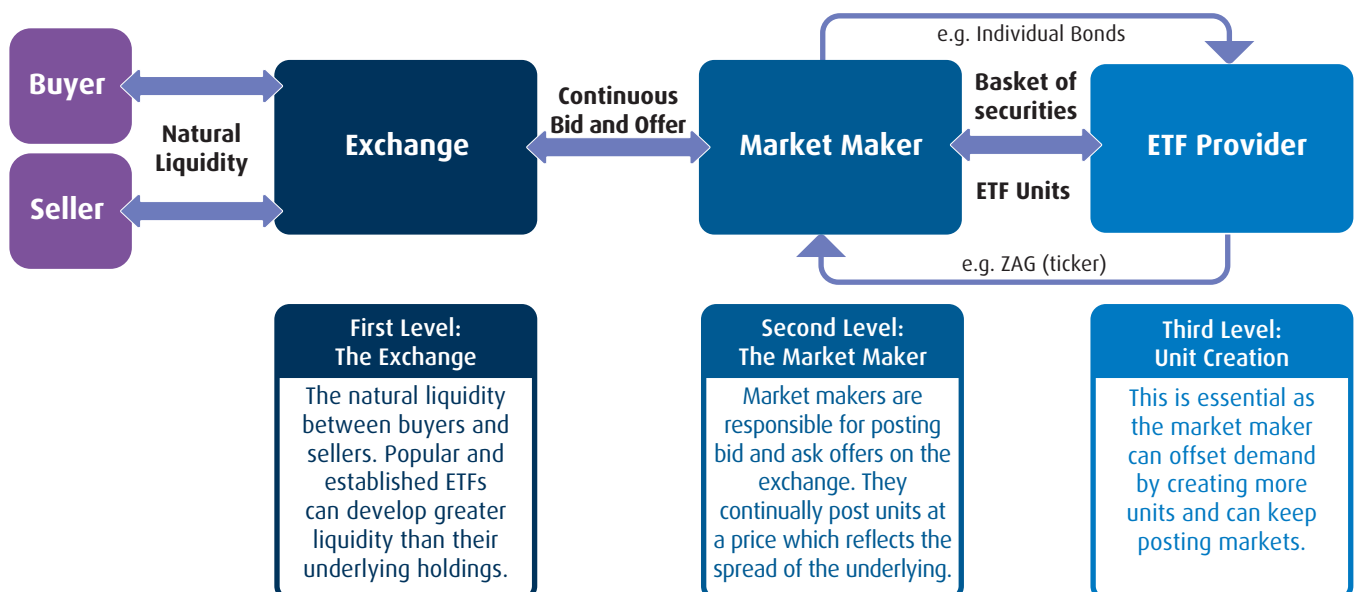 e.g. Individual Bonds
Buyer
Seller
Natural
Liquidity
Exchange
Continuous
Bid and Offer
Market Maker
Basket of
securities
ETF Units
ETF Provider
e.g. ZAG (ticker)
First Level:
The Exchange
The natural liquidity
between buyers and
sellers. Popular and
established ETFs
can develop greater
liquidity than their
underlying holdings.
Second Level:
The Market Maker
Market makers are
responsible for posting
bid and ask offers on the
exchange. They
continually post units at
a price which reflects the
spread of the underlying.
Third Level:
Unit Creation
This is essential as
the market maker
can offset demand
by creating more
units and can keep
posting markets.